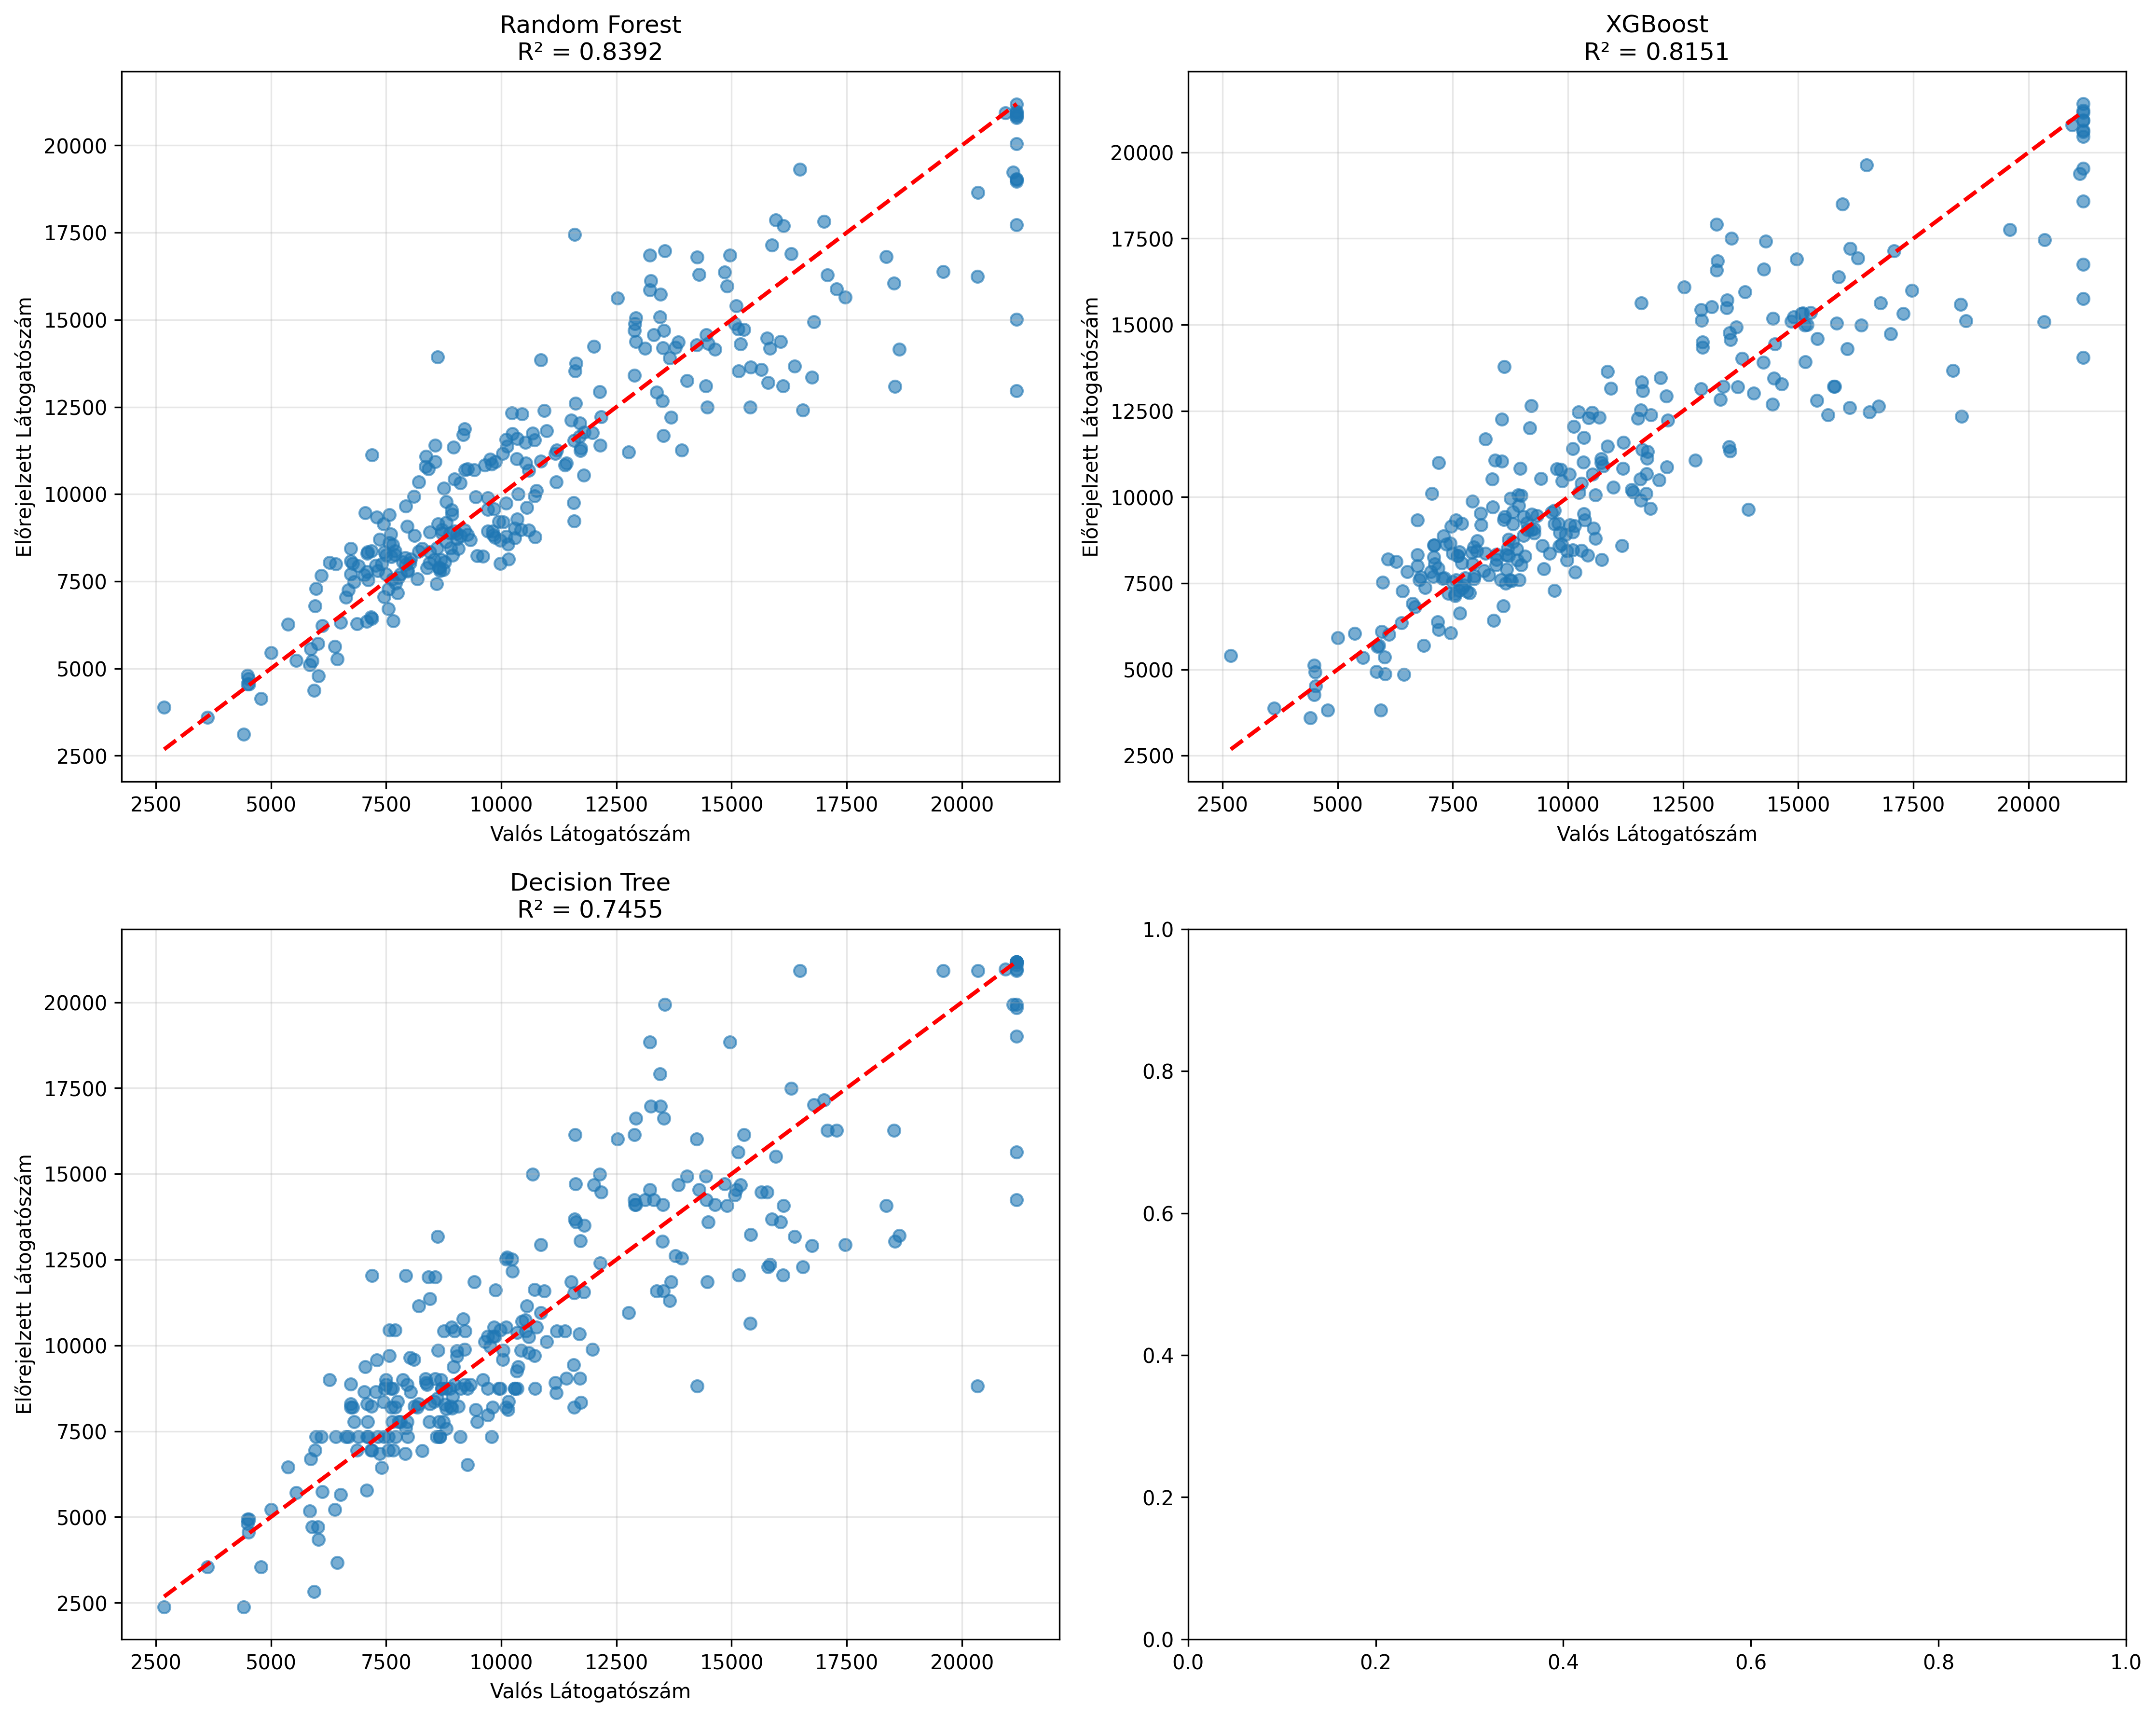 Random Forest
R² = 0.8392
20000
17500
15000
12500
10000
7500
5000
2500
Előrejelzett Látogatószám
2500 5000 7500 10000 12500 15000 17500 20000
Valós Látogatószám
XGBoost
R² = 0.8151
20000
17500
15000
12500
10000
7500
5000
2500
Előrejelzett Látogatószám
2500 5000 7500 10000 12500 15000 17500 20000
Valós Látogatószám
Decision Tree
R² = 0.7455
20000
17500
15000
12500
10000
7500
5000
2500
Előrejelzett Látogatószám
2500 5000 7500 10000 12500 15000 17500 20000
Valós Látogatószám
1.0
0.8
0.6
0.4
0.2
0.0
0.0 0.2 0.4 0.6 0.8 1.0